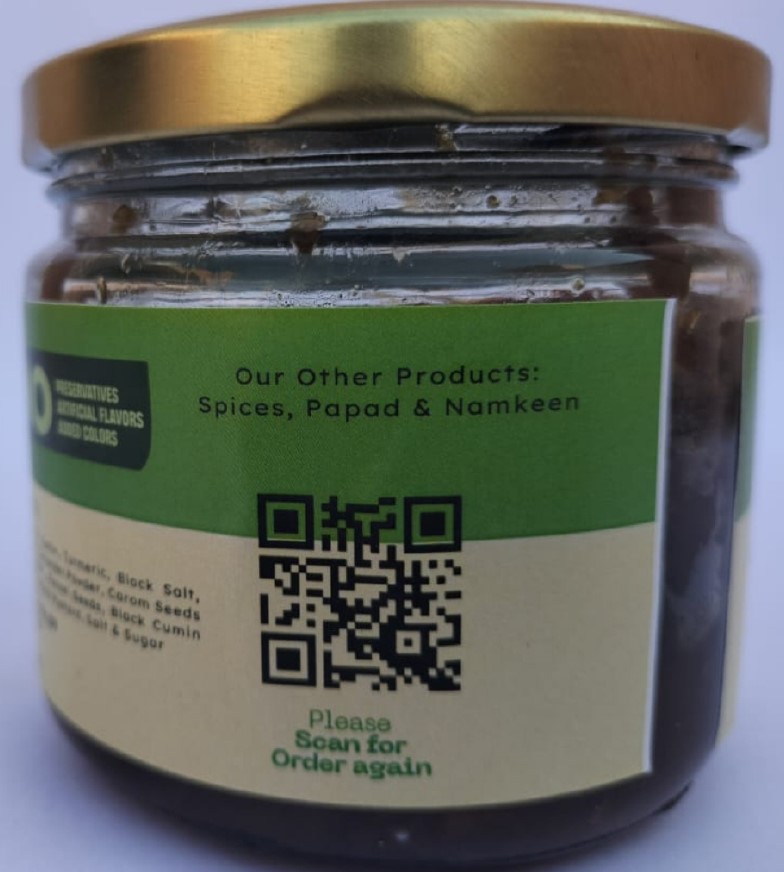 PRESERVATIVES
ARTIFICIAL FLAVORS
ADDED COLORS
Our Other Products:
Spices, Papad & Namkeen
Turmeric, Black Salt,
Powder, Carom Seeds
Seeds, Black Cumin
Salt & Sugar
Please
Scan for
Order again